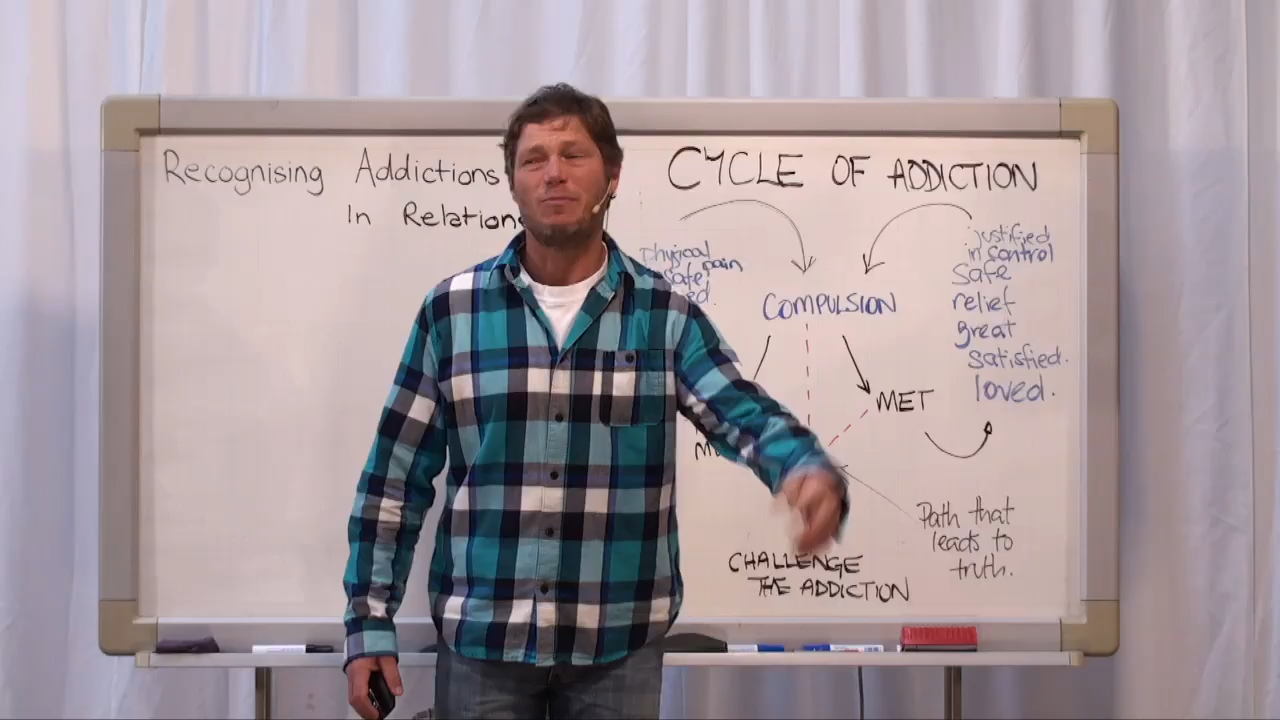 Recognising Addictions
In Relation
CYCLE OF ADDICTION
physical
pain
safe
COMPULSION
MET
justified
in control
safe
relief
great
satisfied.
loved.
Path that
leads to
truth.
CHALLENGE
THE ADDICTION